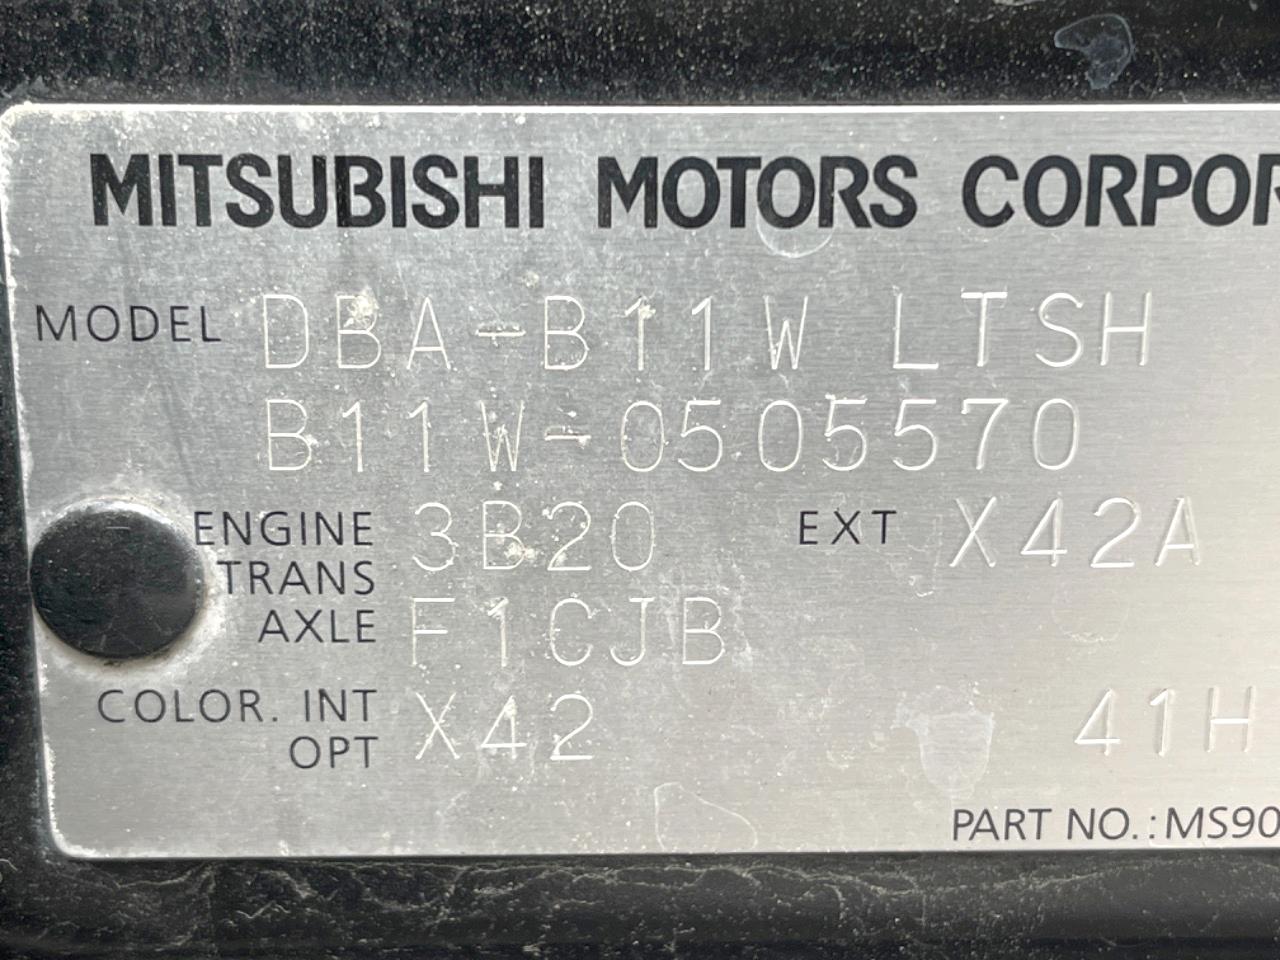 MITSUBISHI MOTORS CORPOR
MODEL DBA-B11W LTSH
B11W-0505570
ENGINE 3B20 EXT X42A
TRANS
AXLE F1CJB
COLOR. INT X42 41H
OPT
PART NO.:MS90